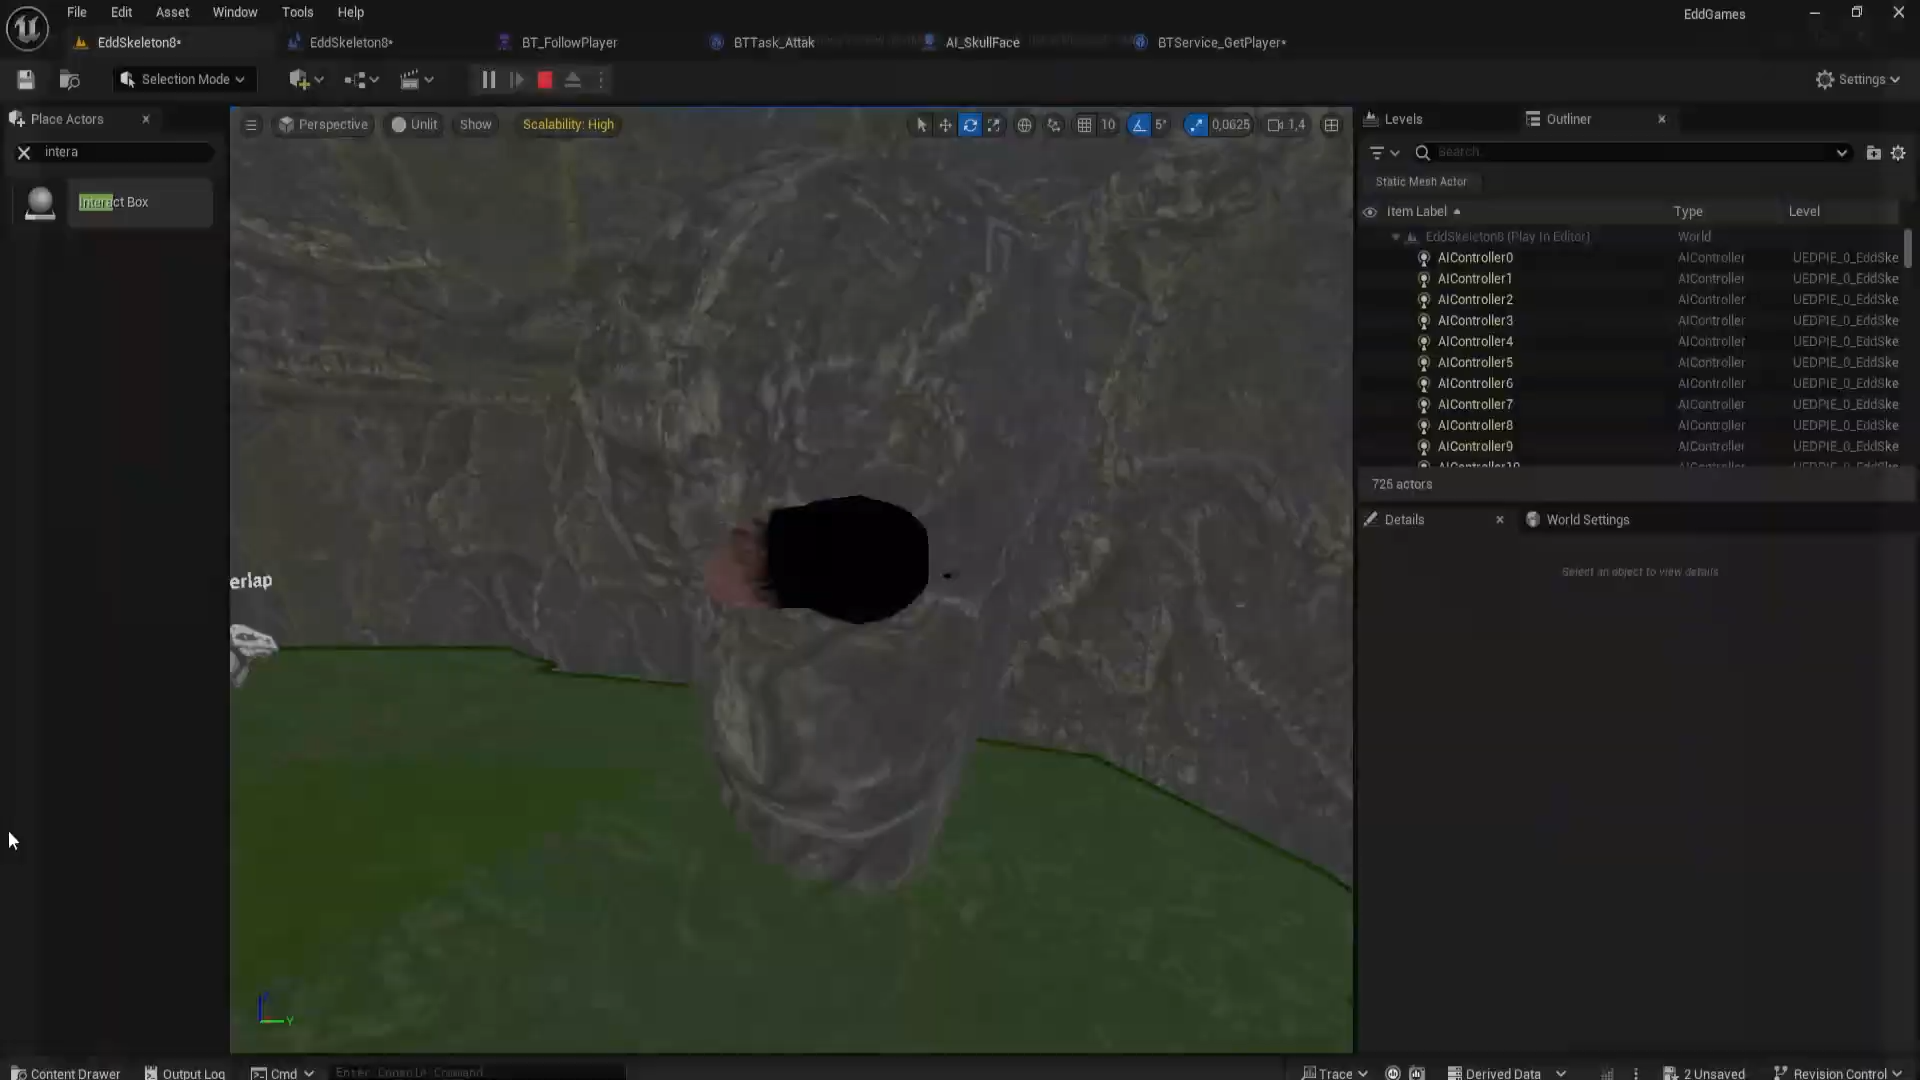 File Edit Asset Window Tools Help EddGames
EddSkeleton8* EddSkeleton8* BT_FollowPlayer BTTask_Attak AI_SkullFace BTService_GetPlayer*
Selection Mode Settings
Place Actors
intera
Interact Box
Perspective Unlit Show Scalability: High 10 5° 0,0625 1,4
erlap
Y
Levels Outliner
Search...
Static Mesh Actor
Item Label Type Level
EddSkeleton8 (Play In Editor) World
AIController0 AIController UEDPIE_0_EddSke
AIController1 AIController UEDPIE_0_EddSke
AIController2 AIController UEDPIE_0_EddSke
AIController3 AIController UEDPIE_0_EddSke
AIController4 AIController UEDPIE_0_EddSke
AIController5 AIController UEDPIE_0_EddSke
AIController6 AIController UEDPIE_0_EddSke
AIController7 AIController UEDPIE_0_EddSke
AIController8 AIController UEDPIE_0_EddSke
AIController9 AIController UEDPIE_0_EddSke
AIController10 AIController UEDPIE_0_EddSke
726 actors
Details World Settings
Select an object to view details
Content Drawer Output Log Cmd Enter Console Command Trace Derived Data 2 Unsaved Revision Control